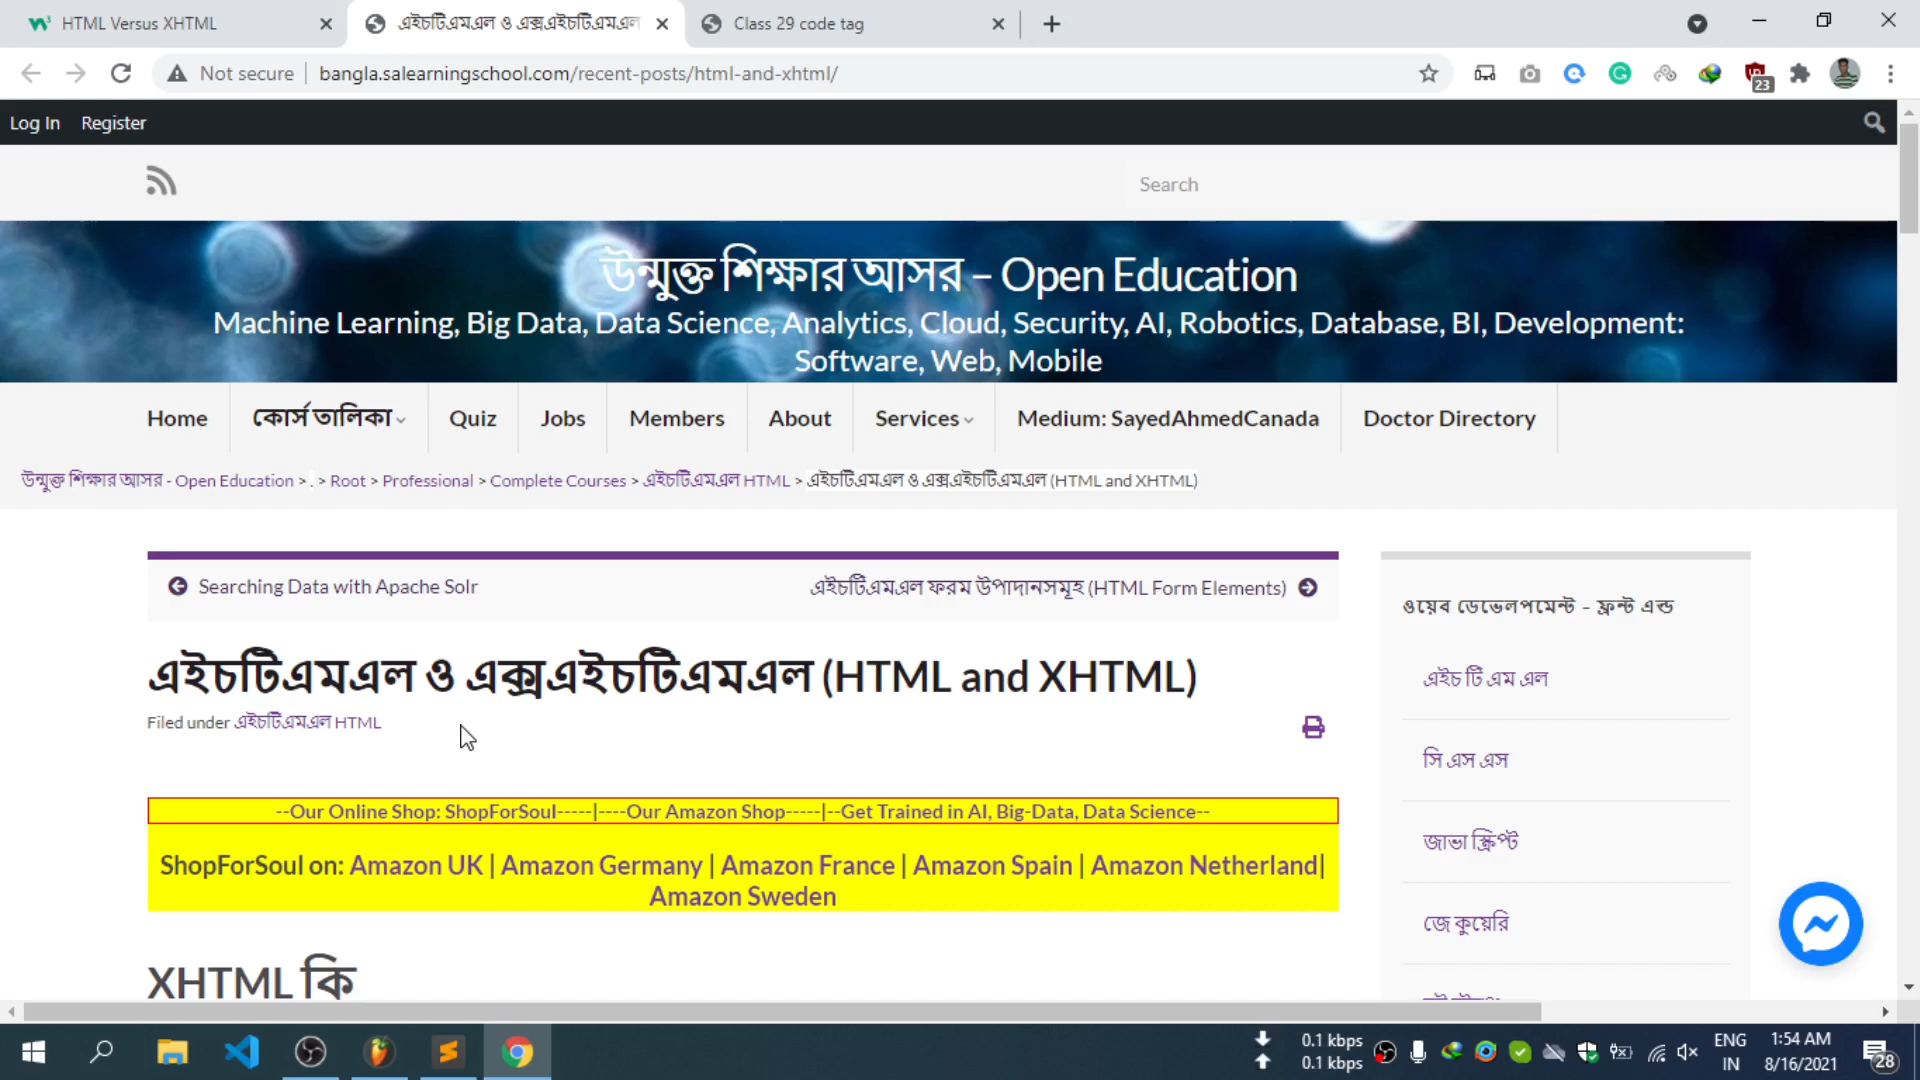 HTML Versus XHTML
এইচটিএমএল ও এক্সএইচটিএমএল
Class 29 code tag
Not secure
bangla.salearningschool.com/recent-posts/html-and-xhtml/
23
Log In Register
Search
উন্মুক্ত শিক্ষার আসর – Open Education
Machine Learning, Big Data, Data Science, Analytics, Cloud, Security, AI, Robotics, Database, BI, Development:
Software, Web, Mobile
Home কোর্স তালিকা Quiz Jobs Members About Services Medium: SayedAhmedCanada Doctor Directory
উন্মুক্ত শিক্ষার আসর - Open Education > . > Root > Professional > Complete Courses > এইচটিএমএল HTML > এইচটিএমএল ও এক্সএইচটিএমএল (HTML and XHTML)
Searching Data with Apache Solr
এইচটিএমএল ফরম উপাদানসমূহ (HTML Form Elements)
এইচটিএমএল ও এক্সএইচটিএমএল (HTML and XHTML)
Filed under এইচটিএমএল HTML
--Our Online Shop: ShopForSoul-----|----Our Amazon Shop-----|--Get Trained in AI, Big-Data, Data Science--
ShopForSoul on: Amazon UK | Amazon Germany | Amazon France | Amazon Spain | Amazon Netherland|
Amazon Sweden
XHTML কি
ওয়েব ডেভেলপমেন্ট - ফ্রন্ট এন্ড
এইচ টি এম এল
সি এস এস
জাভা স্ক্রিপ্ট
জে কুয়েরি
0.1 kbps
0.1 kbps
ENG
IN
1:54 AM
8/16/2021
28